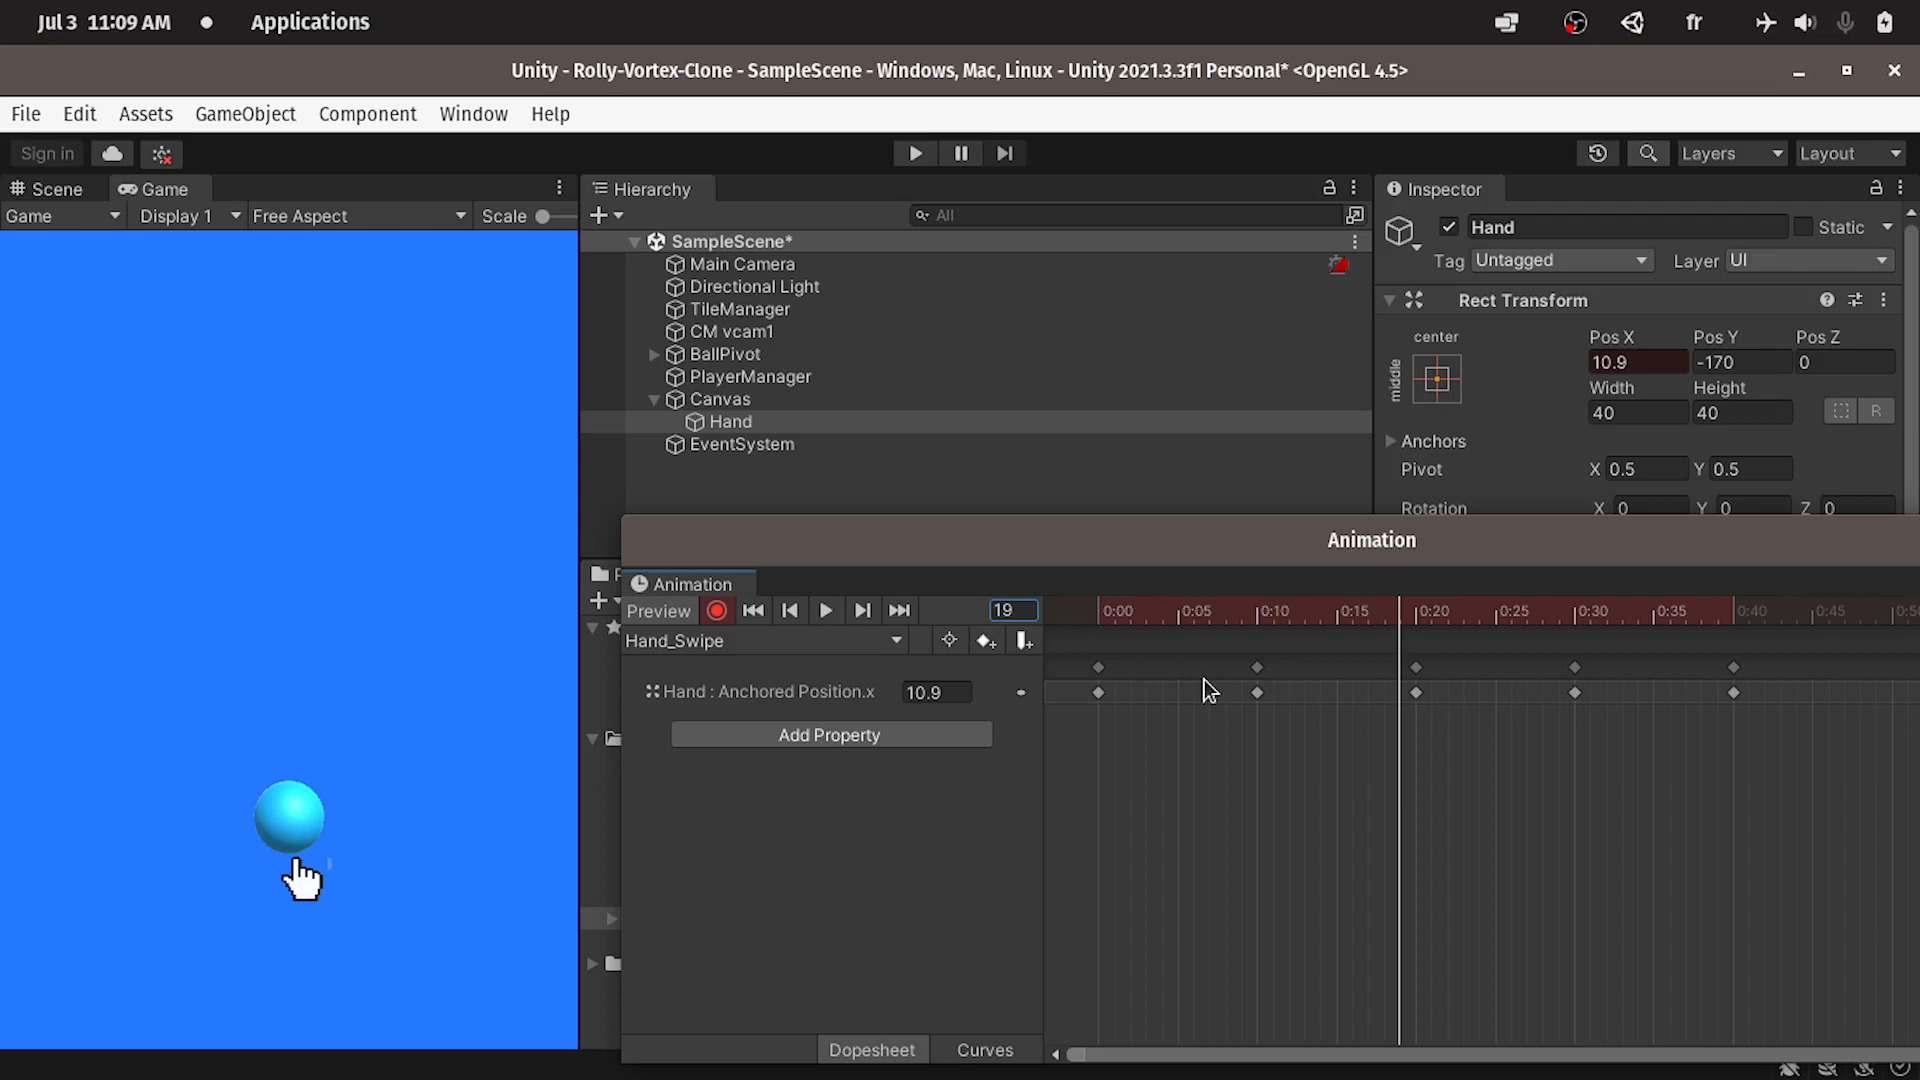 Jul 3 11:09 AM Applications fr
Unity - Rolly-Vortex-Clone - SampleScene - Windows, Mac, Linux - Unity 2021.3.3f1 Personal* <OpenGL 4.5>
File Edit Assets GameObject Component Window Help
Sign in Layers Layout
Scene Game Hierarchy Inspector
Game Display 1 Free Aspect Scale All
Hand Static
Tag Untagged Layer UI
SampleScene*
Main Camera
Directional Light
TileManager
CM vcam1
BallPivot
PlayerManager
Canvas
Hand
EventSystem
Rect Transform
center
middle
Pos X Pos Y Pos Z
10.9 -170 0
Width Height
40 40 R
Anchors
Pivot X 0.5 Y 0.5
Rotation X 0 Y 0 Z 0
Animation
Animation
Preview 19 0:00 0:05 0:10 0:15 0:20 0:25 0:30 0:35 0:40 0:45
Hand_Swipe
Hand : Anchored Position.x 10.9
Add Property
Dopesheet Curves